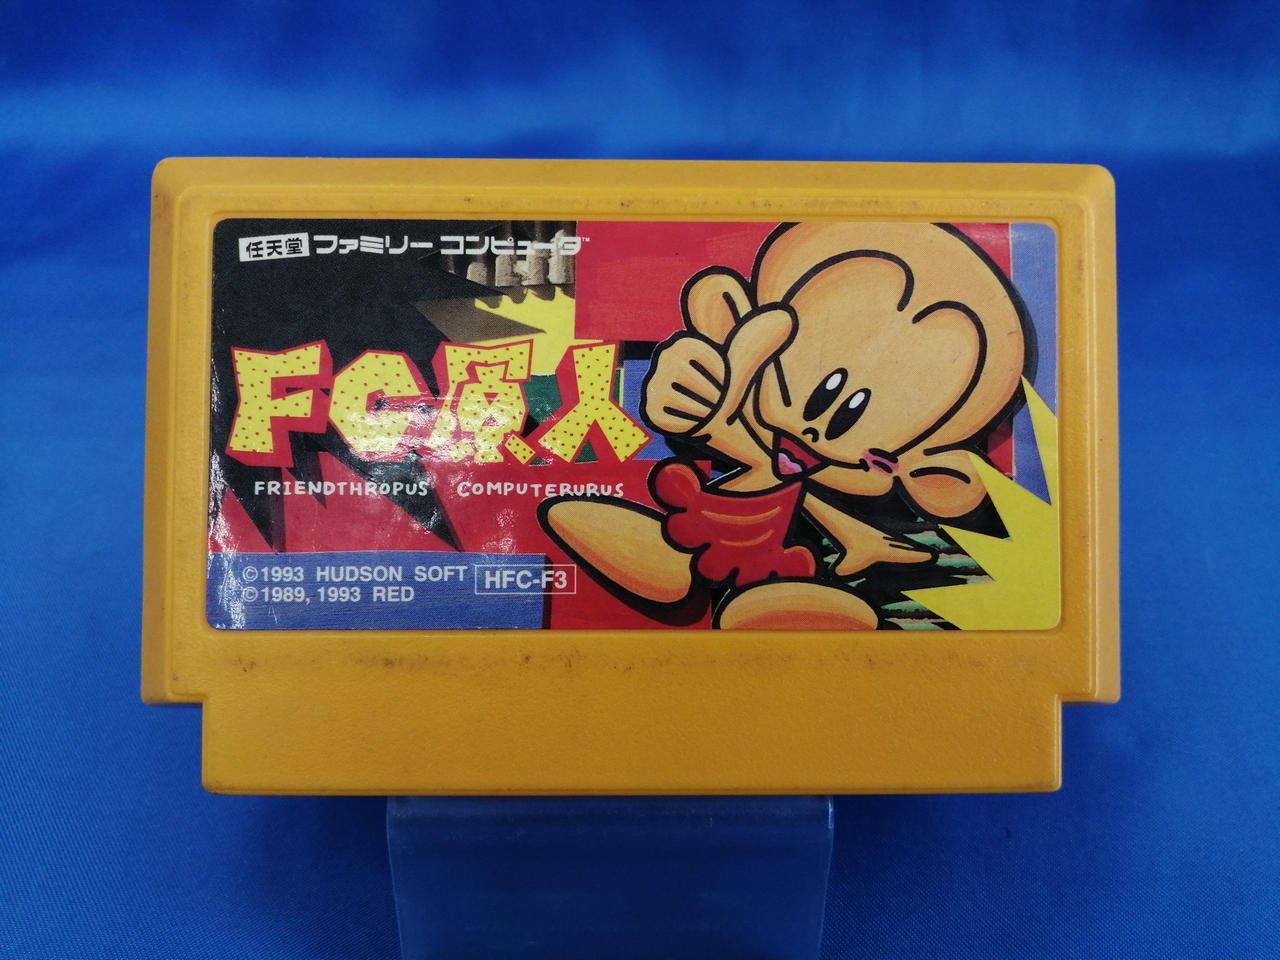 任天堂 ファミリー コンピュータ™
FC原人
FRIENDTHROPUS COMPUTERURUS
©1993 HUDSON SOFT HFC-F3
©1989, 1993 RED